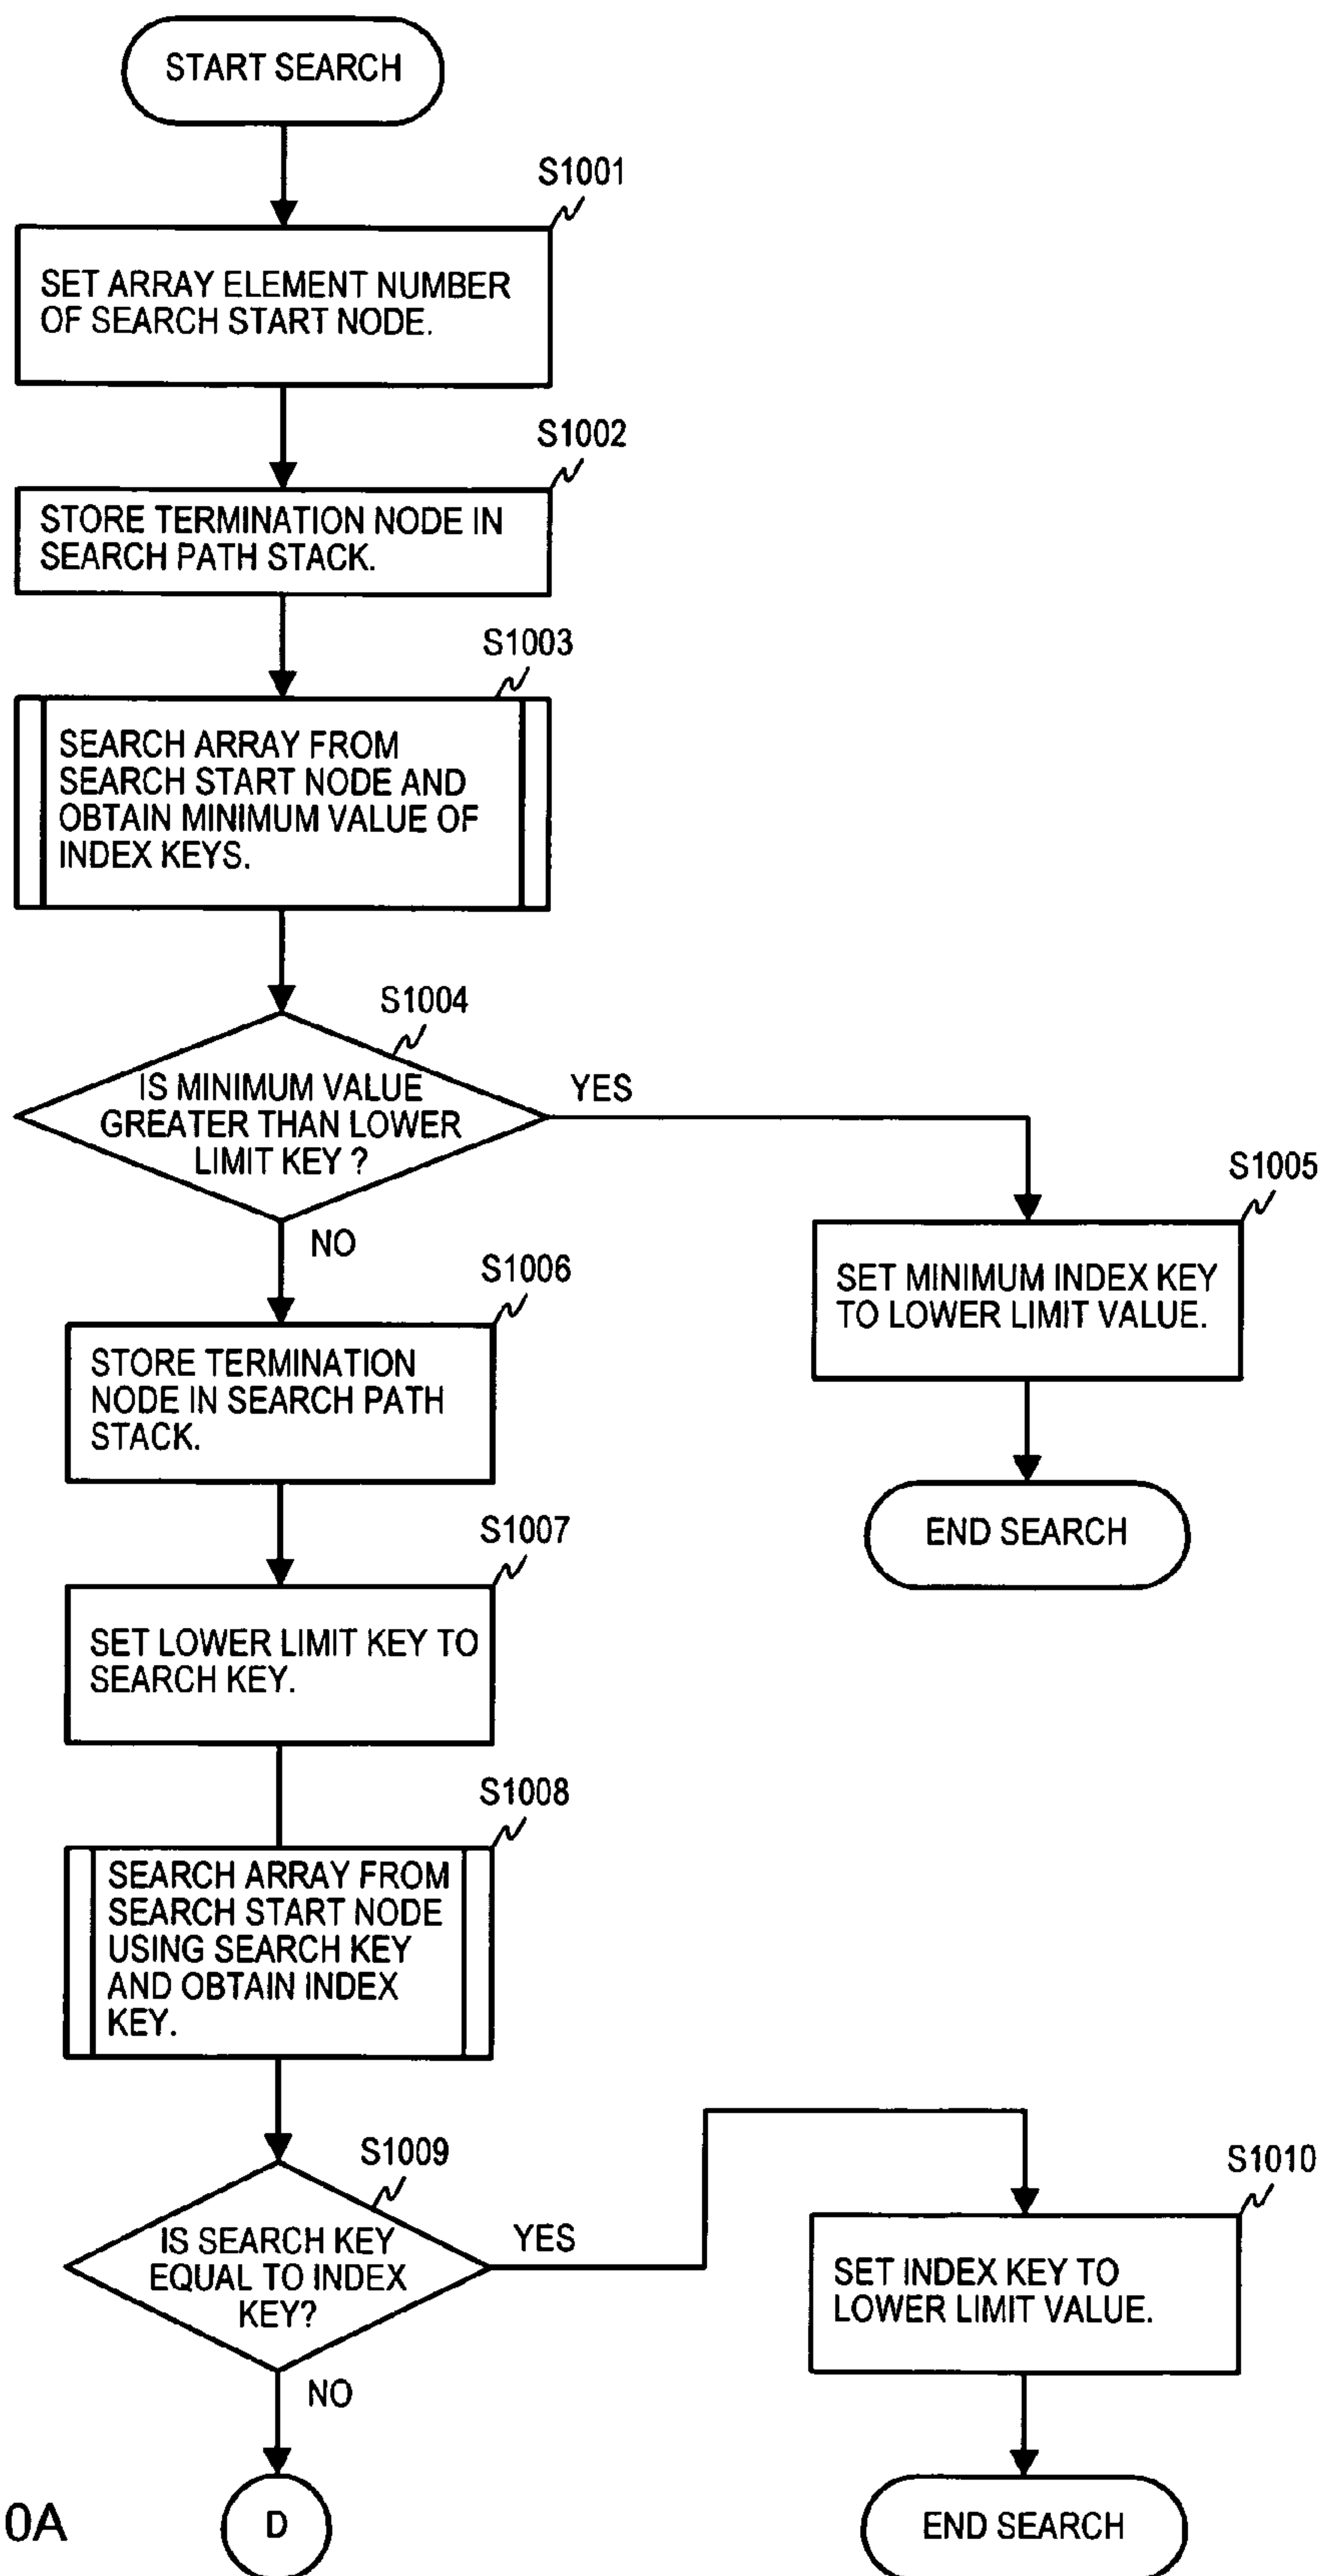 START SEARCH
S1001
SET ARRAY ELEMENT NUMBER
OF SEARCH START NODE.
S1002
STORE TERMINATION NODE IN
SEARCH PATH STACK.
S1003
SEARCH ARRAY FROM
SEARCH START NODE AND
OBTAIN MINIMUM VALUE OF
INDEX KEYS.
S1004
IS MINIMUM VALUE
GREATER THAN LOWER
LIMIT KEY ?
YES
NO
S1005
SET MINIMUM INDEX KEY
TO LOWER LIMIT VALUE.
END SEARCH
S1006
STORE TERMINATION
NODE IN SEARCH PATH
STACK.
S1007
SET LOWER LIMIT KEY TO
SEARCH KEY.
S1008
SEARCH ARRAY FROM
SEARCH START NODE
USING SEARCH KEY
AND OBTAIN INDEX
KEY.
S1009
IS SEARCH KEY
EQUAL TO INDEX
KEY?
YES
NO
S1010
SET INDEX KEY TO
LOWER LIMIT VALUE.
END SEARCH
D
0A